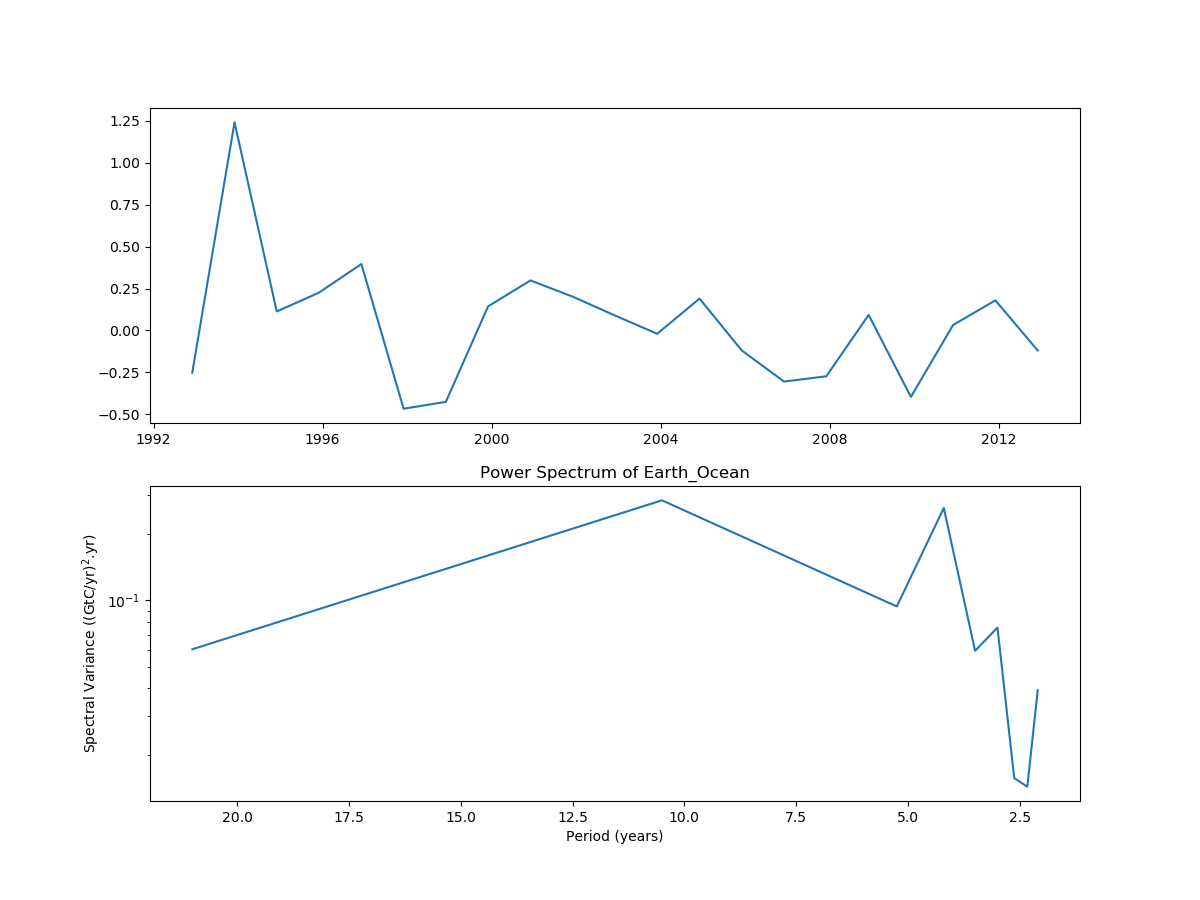 1.25
1.00
0.75
0.50
0.25
0.00
−0.25
−0.50
1992 1996 2000 2004 2008 2012
Power Spectrum of Earth_Ocean
Spectral Variance ((GtC/yr)².yr)
10⁻¹
20.0 17.5 15.0 12.5 10.0 7.5 5.0 2.5
Period (years)